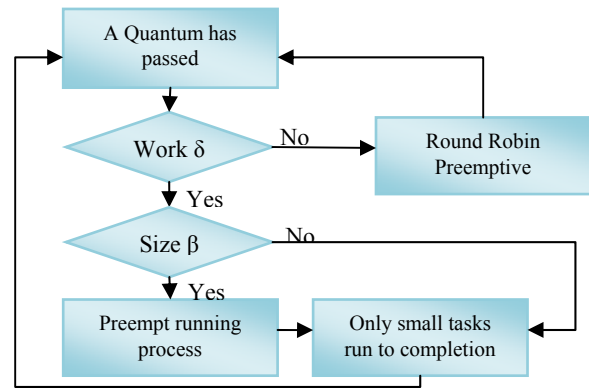 A Quantum has
passed
Work δ
No
Round Robin
Preemptive
Yes
Size β
No
Yes
Preempt running
process
Only small tasks
run to completion